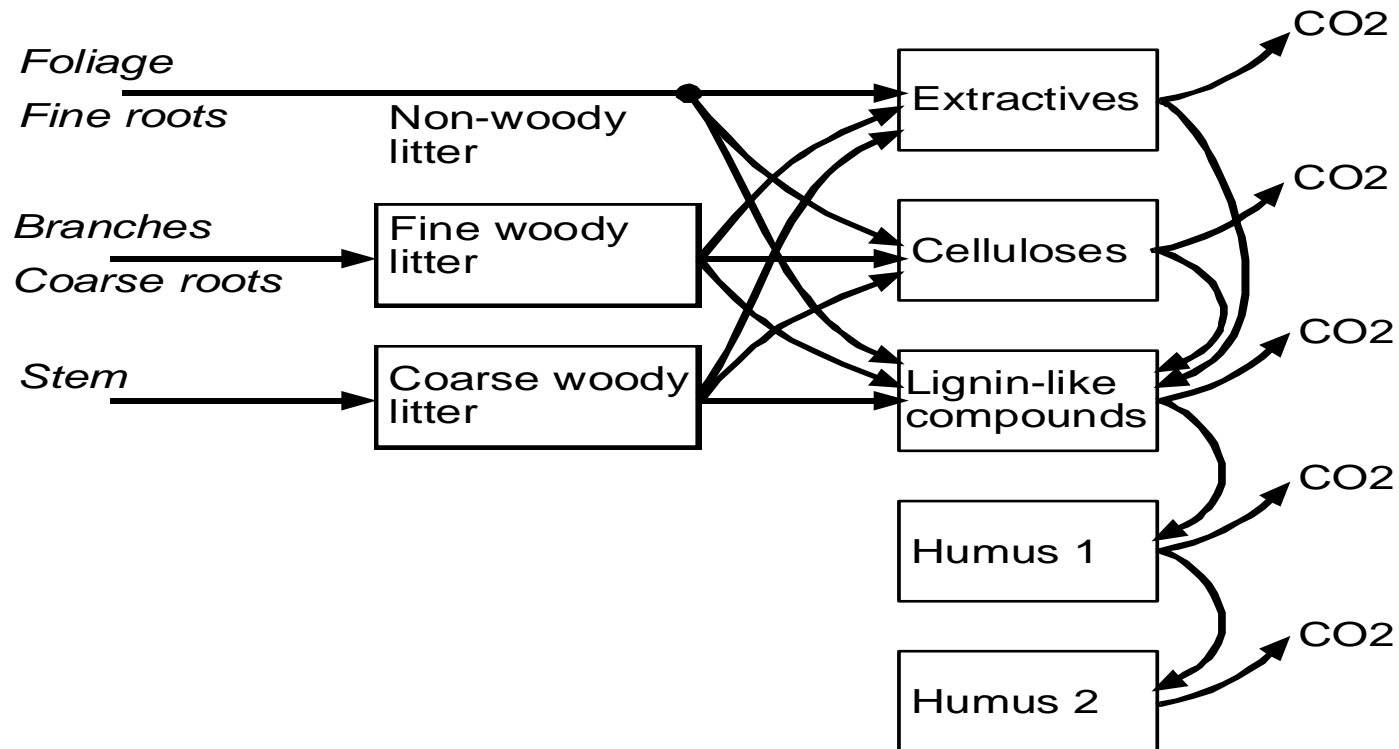 CO2
Foliage
Fine roots
Non-woody
litter
Extractives
CO2
Branches
Coarse roots
Fine woody
litter
Celluloses
CO2
Stem
Coarse woody
litter
Lignin-like
compounds
CO2
Humus 1
CO2
Humus 2